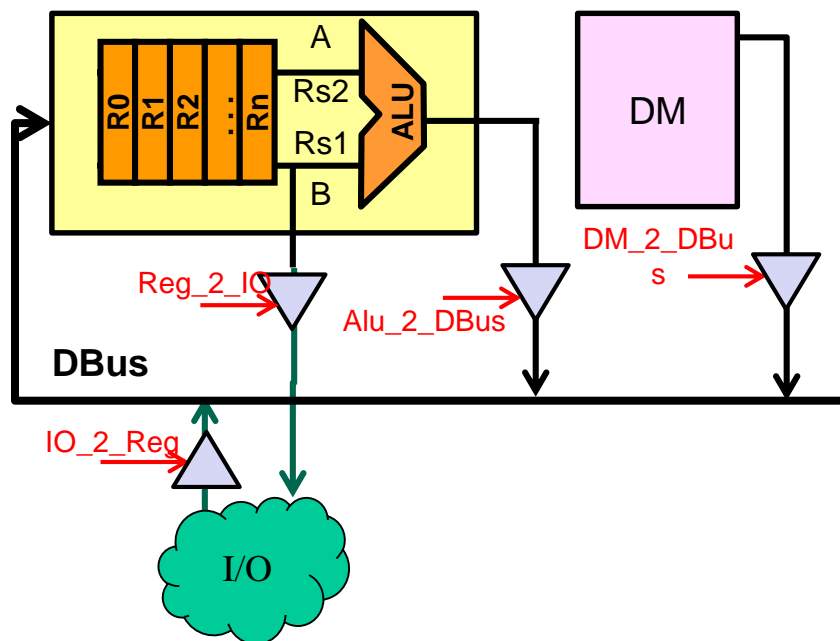 A
R0
R1
R2
...
Rn
Rs2
Rs1
ALU
B
DM
DM_2_DBu
s
Reg_2_IO
Alu_2_DBus
DBus
IO_2_Reg
I/O